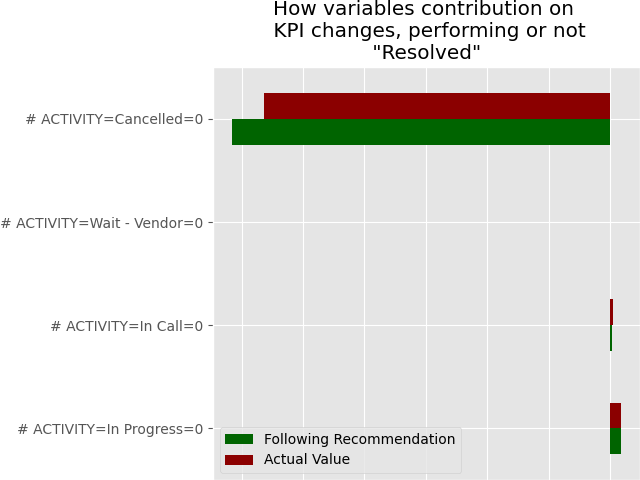 How variables contribution on
KPI changes, performing or not
"Resolved"
# ACTIVITY=Cancelled=0
# ACTIVITY=Wait - Vendor=0
# ACTIVITY=In Call=0
# ACTIVITY=In Progress=0
Following Recommendation
Actual Value